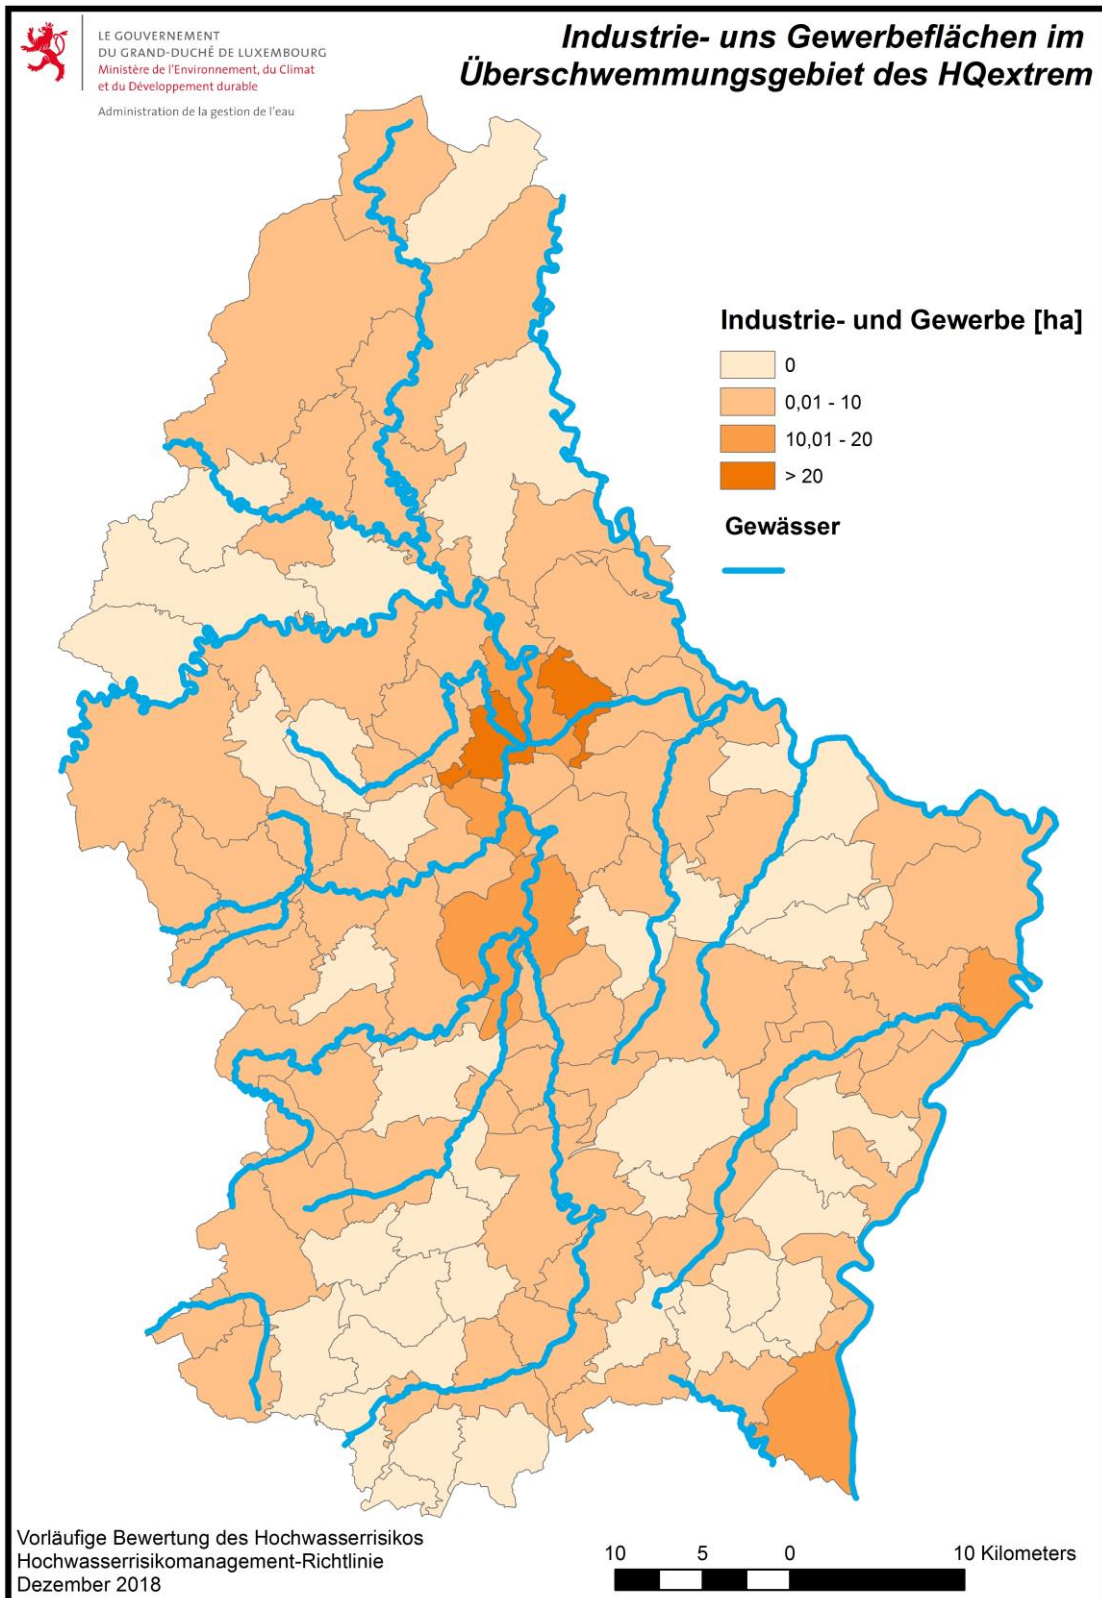 LE GOUVERNEMENT
DU GRAND-DUCHÉ DE LUXEMBOURG
Ministère de l'Environnement, du Climat
et du Développement durable
Administration de la gestion de l'eau
Industrie- uns Gewerbeflächen im
Überschwemmungsgebiet des HQextrem
Industrie- und Gewerbe [ha]
0
0,01 - 10
10,01 - 20
> 20
Gewässer
Vorläufige Bewertung des Hochwasserrisikos
Hochwasserrisikomanagement-Richtlinie
Dezember 2018
10 5 0 10 Kilometers